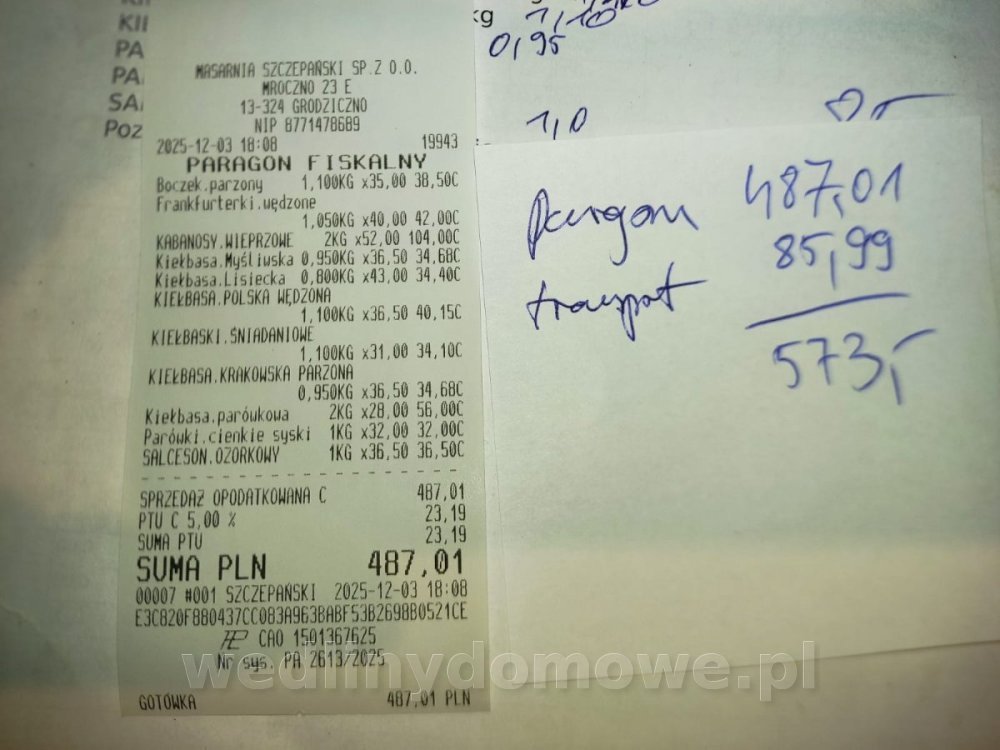 KII
PA
PA
SA
Poz
kg 1,10
0,95
1,0
MASARNIA SZCZEPAŃSKI SP.Z O.O.
MROCZNO 23 E
13-324 GRODZICZNO
NIP 8771478689
2025-12-03 18:08 19943
PARAGON FISKALNY
Boczek.parzony 1,100KG x35,00 38,50C
Frankfurterki.wędzone
1,050KG x40,00 42,00C
KABANOSY.WIEPRZOWE 2KG x52,00 104,00C
Kiełbasa.Myśliwska 0,950KG x36,50 34,68C
Kiełbasa.Lisiecka 0,800KG x43,00 34,40C
KIEŁBASA.POLSKA WĘDZONA
1,100KG x36,50 40,15C
KIEŁBASKI.ŚNIADANIOWE
1,100KG x31,00 34,10C
KIEŁBASA.KRAKOWSKA PARZONA
0,950KG x36,50 34,68C
Kiełbasa.parówkowa 2KG x28,00 56,00C
Parówki.cienkie syski 1KG x32,00 32,00C
SALCESON.OZORKOWY 1KG x36,50 36,50C
SPRZEDAŻ OPODATKOWANA C 487,01
PTU C 5,00 % 23,19
SUMA PTU 23,19
SUMA PLN 487,01
00007 #001 SZCZEPAŃSKI 2025-12-03 18:08
E3C820F880437CC083A963BABF53B2698B0521CE
CAO 1501367625
Nr sys. PA 2613/2025
GOTÓWKA 487,01 PLN
paragon 487,01
transport 85,99
573,-
wedlinydomowe.pl